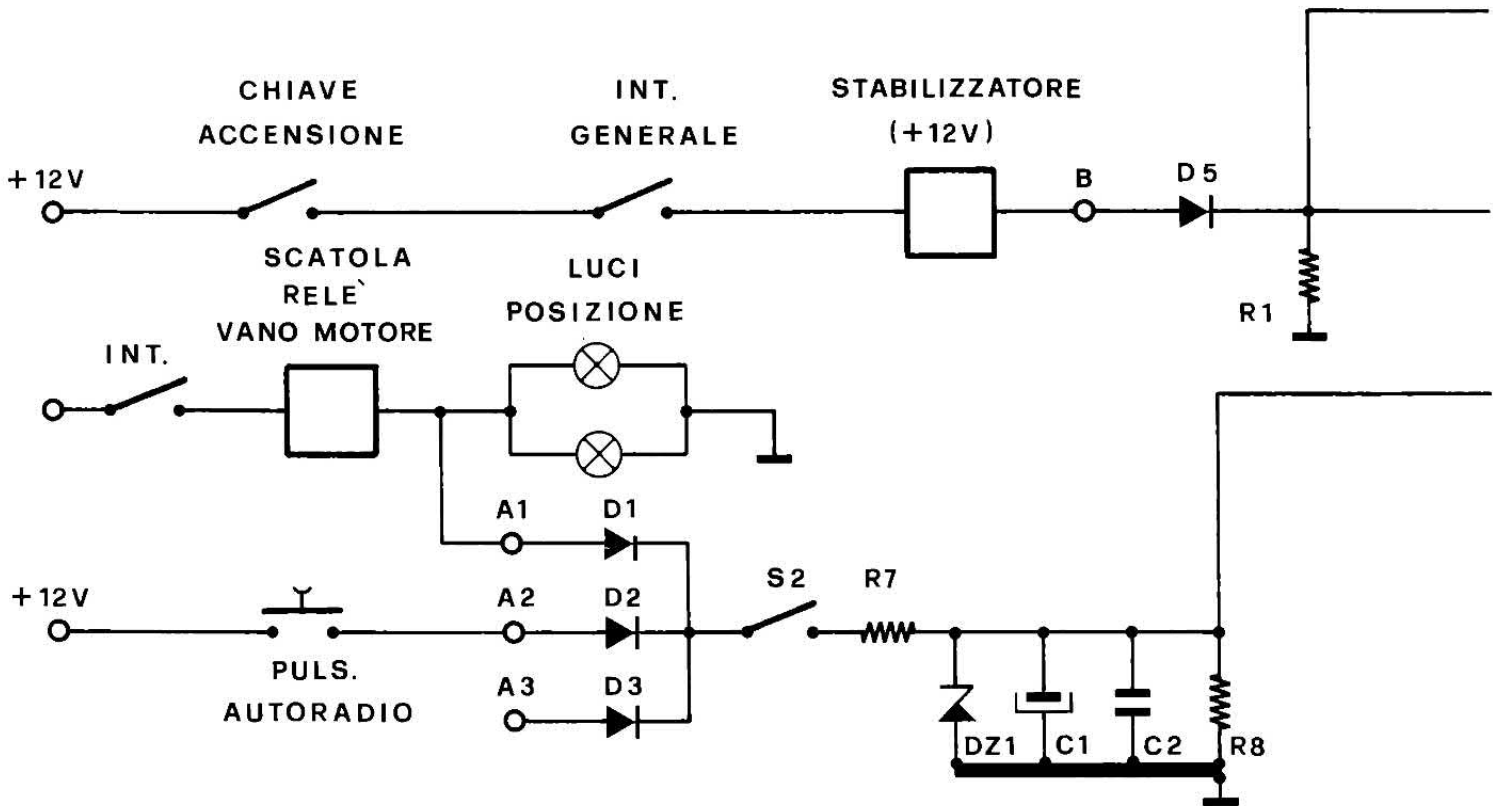 CHIAVE
ACCENSIONE
INT.
GENERALE
STABILIZZATORE
(+12V)
+12V
B
D5
SCATOLA
RELE`
VANO MOTORE
LUCI
POSIZIONE
R1
INT.
A1
D1
+12V
A2
D2
S2
R7
PULS.
AUTORADIO
A3
D3
DZ1
C1
C2
R8